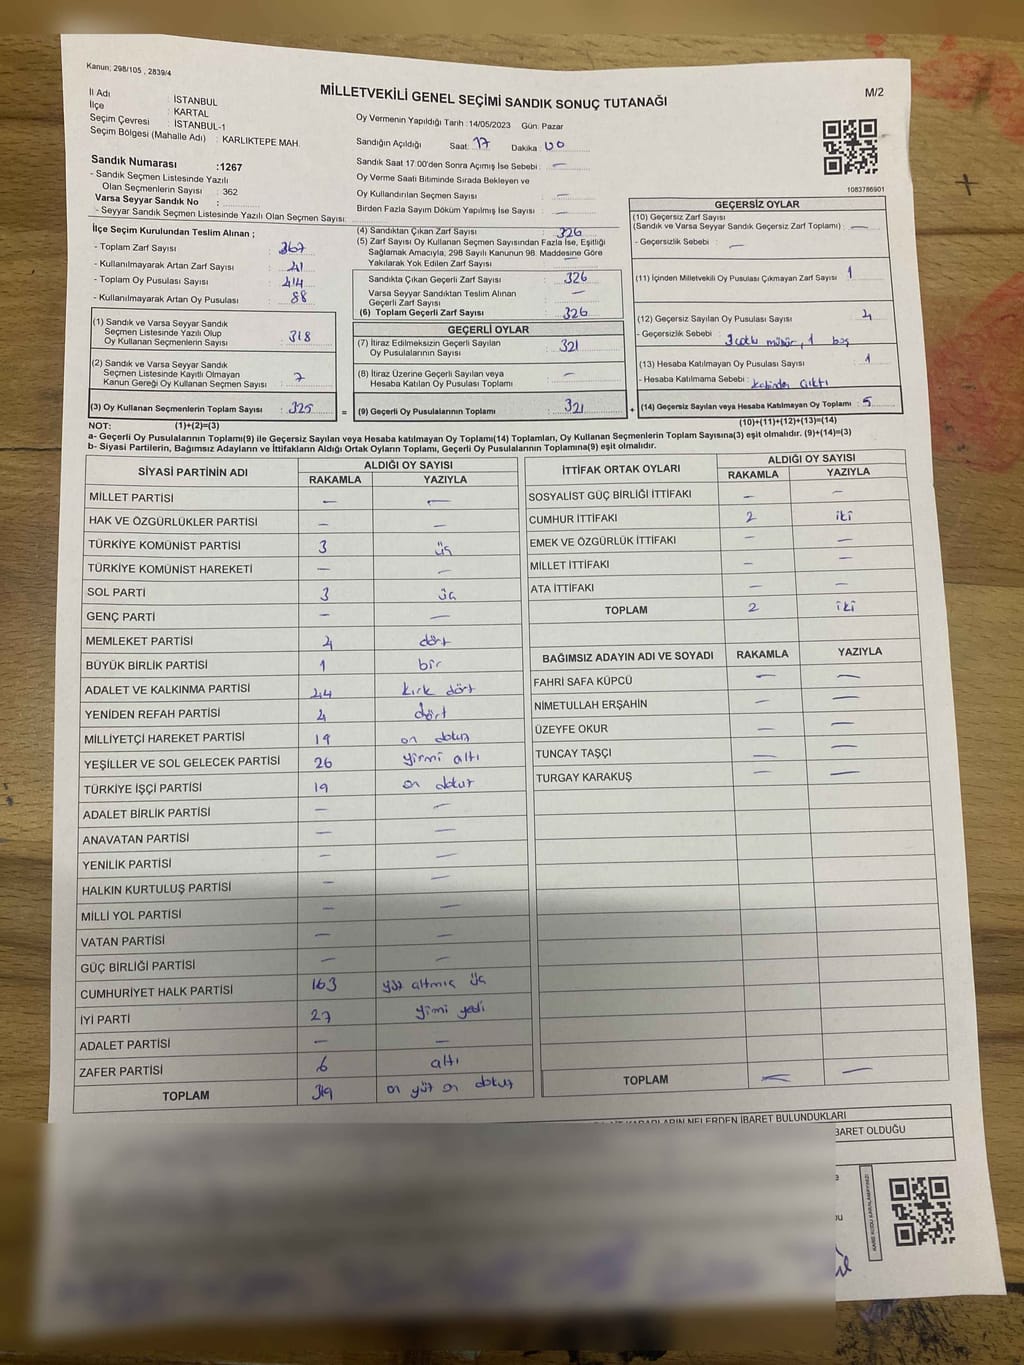 Kanun; 298/105 , 2839/4
MİLLETVEKİLİ GENEL SEÇİMİ SANDIK SONUÇ TUTANAĞI
M/2
İl Adı : İSTANBUL
İlçe : KARTAL
Seçim Çevresi : İSTANBUL-1
Seçim Bölgesi (Mahalle Adı) : KARLIKTEPE MAH.
Sandık Numarası :1267
- Sandık Seçmen Listesinde Yazılı
Olan Seçmenlerin Sayısı : 362
Varsa Seyyar Sandık No :
- Seyyar Sandık Seçmen Listesinde Yazılı Olan Seçmen Sayısı:
Oy Vermenin Yapıldığı Tarih :14/05/2023 Gün: Pazar
Sandığın Açıldığı Saat: 17 Dakika 00
Sandık Saat 17:00'den Sonra Açımış İse Sebebi : —
Oy Verme Saati Bitiminde Sırada Bekleyen ve
Oy Kullandırılan Seçmen Sayısı —
Birden Fazla Sayım Döküm Yapılmış İse Sayısı —
1083786901
İlçe Seçim Kurulundan Teslim Alınan ;
- Toplam Zarf Sayısı : 367
- Kullanılmayarak Artan Zarf Sayısı : 41
- Toplam Oy Pusulası Sayısı : 414
- Kullanılmayarak Artan Oy Pusulası : 88
(4) Sandıktan Çıkan Zarf Sayısı : 326
(5) Zarf Sayısı Oy Kullanan Seçmen Sayısından Fazla İse, Eşitliği
Sağlamak Amacıyla, 298 Sayılı Kanunun 98. Maddesine Göre
Yakılarak Yok Edilen Zarf Sayısı : —
Sandıkta Çıkan Geçerli Zarf Sayısı : 326
Varsa Seyyar Sandıktan Teslim Alınan
Geçerli Zarf Sayısı : —
(6) Toplam Geçerli Zarf Sayısı : 326
GEÇERSİZ OYLAR
(10) Geçersiz Zarf Sayısı
(Sandık ve Varsa Seyyar Sandık Geçersiz Zarf Toplamı) : —
- Geçersizlik Sebebi : —
(11) İçinden Milletvekili Oy Pusulası Çıkmayan Zarf Sayısı : 1
(12) Geçersiz Sayılan Oy Pusulası Sayısı : 4
- Geçersizlik Sebebi : 3 çoklu mühür, 1 boş
(13) Hesaba Katılmayan Oy Pusulası Sayısı : 1
- Hesaba Katılmama Sebebi : kabinden çıktı
(14) Geçersiz Sayılan veya Hesaba Katılmayan Oy Toplamı : 5
(10)+(11)+(12)+(13)=(14)
(1) Sandık ve Varsa Seyyar Sandık
Seçmen Listesinde Yazılı Olup
Oy Kullanan Seçmenlerin Sayısı : 318
(2) Sandık ve Varsa Seyyar Sandık
Seçmen Listesinde Kayıtlı Olmayan
Kanun Gereği Oy Kullanan Seçmen Sayısı : 7
(3) Oy Kullanan Seçmenlerin Toplam Sayısı : 325
GEÇERLİ OYLAR
(7) İtiraz Edilmeksizin Geçerli Sayılan
Oy Pusulalarının Sayısı : 321
(8) İtiraz Üzerine Geçerli Sayılan veya
Hesaba Katılan Oy Pusulası Toplamı : —
= (9) Geçerli Oy Pusulalarının Toplamı : 321 +
NOT: (1)+(2)=(3)
a- Geçerli Oy Pusulalarının Toplamı(9) ile Geçersiz Sayılan veya Hesaba katılmayan Oy Toplamı(14) Toplamları, Oy Kullanan Seçmenlerin Toplam Sayısına(3) eşit olmalıdır. (9)+(14)=(3)
b- Siyasi Partilerin, Bağımsız Adayların ve İttifakların Aldığı Ortak Oyların Toplamı, Geçerli Oy Pusulalarının Toplamına(9) eşit olmalıdır.
SİYASİ PARTİNİN ADI ALDIĞI OY SAYISI
RAKAMLA YAZIYLA
MİLLET PARTİSİ — —
HAK VE ÖZGÜRLÜKLER PARTİSİ — —
TÜRKİYE KOMÜNİST PARTİSİ 3 üç
TÜRKİYE KOMÜNİST HAREKETİ — —
SOL PARTİ 3 üç
GENÇ PARTİ — —
MEMLEKET PARTİSİ 4 dört
BÜYÜK BİRLİK PARTİSİ 1 bir
ADALET VE KALKINMA PARTİSİ 44 kırk dört
YENİDEN REFAH PARTİSİ 4 dört
MİLLİYETÇİ HAREKET PARTİSİ 19 on dokuz
YEŞİLLER VE SOL GELECEK PARTİSİ 26 yirmi altı
TÜRKİYE İŞÇİ PARTİSİ 19 on dokuz
ADALET BİRLİK PARTİSİ — —
ANAVATAN PARTİSİ — —
YENİLİK PARTİSİ — —
HALKIN KURTULUŞ PARTİSİ — —
MİLLİ YOL PARTİSİ — —
VATAN PARTİSİ — —
GÜÇ BİRLİĞİ PARTİSİ — —
CUMHURİYET HALK PARTİSİ 163 yüz altmış üç
İYİ PARTİ 27 yimi yedi
ADALET PARTİSİ — —
ZAFER PARTİSİ 6 altı
TOPLAM 319 on yüz on dokuz
İTTİFAK ORTAK OYLARI ALDIĞI OY SAYISI
RAKAMLA YAZIYLA
SOSYALİST GÜÇ BİRLİĞİ İTTİFAKI — —
CUMHUR İTTİFAKI 2 iki
EMEK VE ÖZGÜRLÜK İTTİFAKI — —
MİLLET İTTİFAKI — —
ATA İTTİFAKI — —
TOPLAM 2 iki
BAĞIMSIZ ADAYIN ADI VE SOYADI RAKAMLA YAZIYLA
FAHRİ SAFA KÜPCÜ — —
NİMETULLAH ERŞAHİN — —
ÜZEYFE OKUR — —
TUNCAY TAŞÇI — —
TURGAY KARAKUŞ — —
TOPLAM — —
NELERDEN İBARET BULUNDUKLARI
BARET OLDUĞU